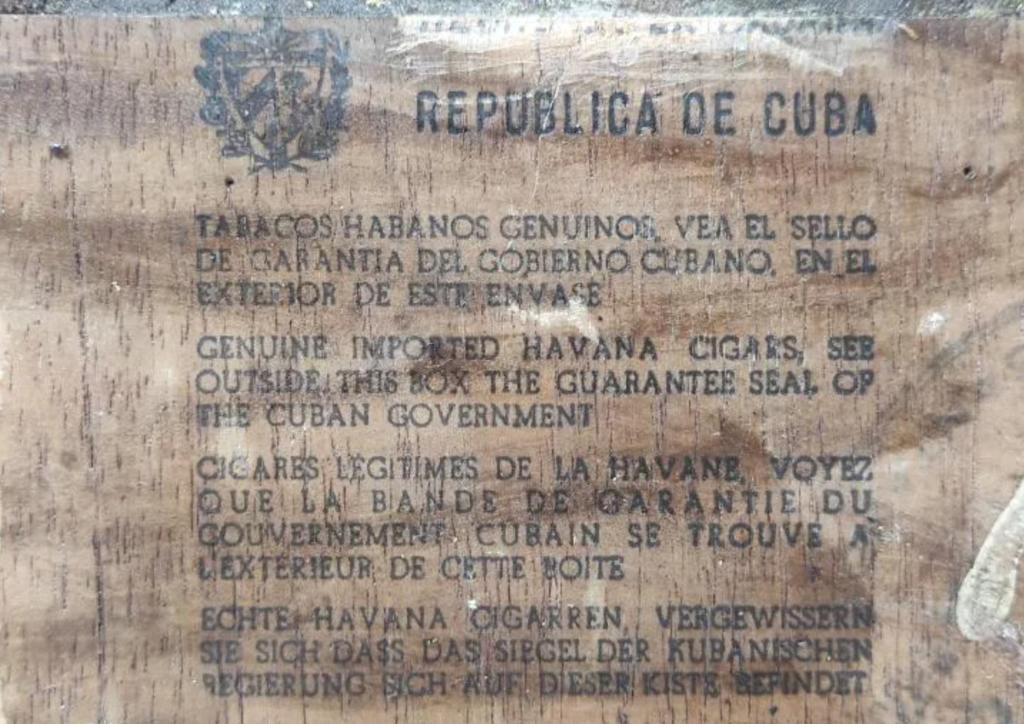 REPUBLICA DE CUBA
TABACOS HABANOS GENUINOS, VEA EL SELLO
DE GARANTIA DEL GOBIERNO CUBANO, EN EL
EXTERIOR DE ESTE ENVASE
GENUINE IMPORTED HAVANA CIGARS, SEE
OUTSIDE THIS BOX THE GUARANTEE SEAL OF
THE CUBAN GOVERNMENT
CIGARES LEGITIMES DE LA HAVANE, VOYEZ
QUE LA BANDE DE GARANTIE DU
GOUVERNEMENT CUBAIN SE TROUVE A
L'EXTERIEUR DE CETTE BOITE
ECHTE HAVANA CIGARREN, VERGEWISSERN
SIE SICH DASS DAS SIEGEL DER KUBANISCHEN
REGIERUNG SICH AUF DIESER KISTE BEFINDET